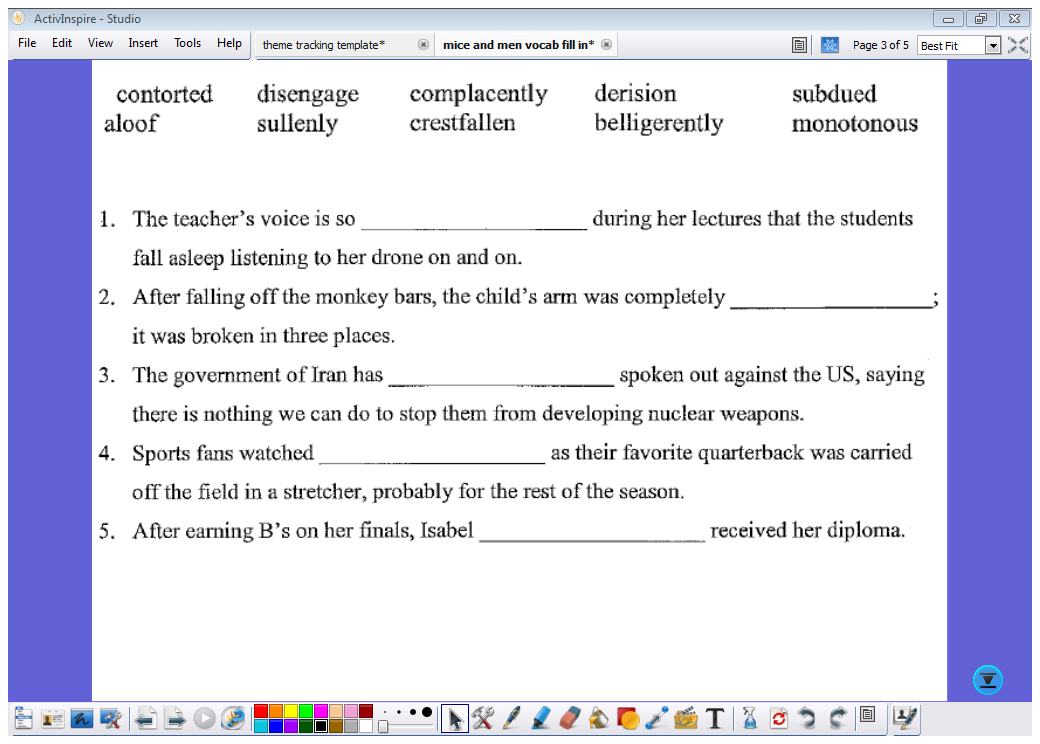 ActivInspire - Studio
File Edit View Insert Tools Help theme tracking template* mice and men vocab fill in* Page 3 of 5 Best Fit
contorted disengage complacently derision subdued
aloof sullenly crestfallen belligerently monotonous
1. The teacher's voice is so ____________ during her lectures that the students
fall asleep listening to her drone on and on.
2. After falling off the monkey bars, the child's arm was completely ____________;
it was broken in three places.
3. The government of Iran has ____________ spoken out against the US, saying
there is nothing we can do to stop them from developing nuclear weapons.
4. Sports fans watched ____________ as their favorite quarterback was carried
off the field in a stretcher, probably for the rest of the season.
5. After earning B's on her finals, Isabel ____________ received her diploma.